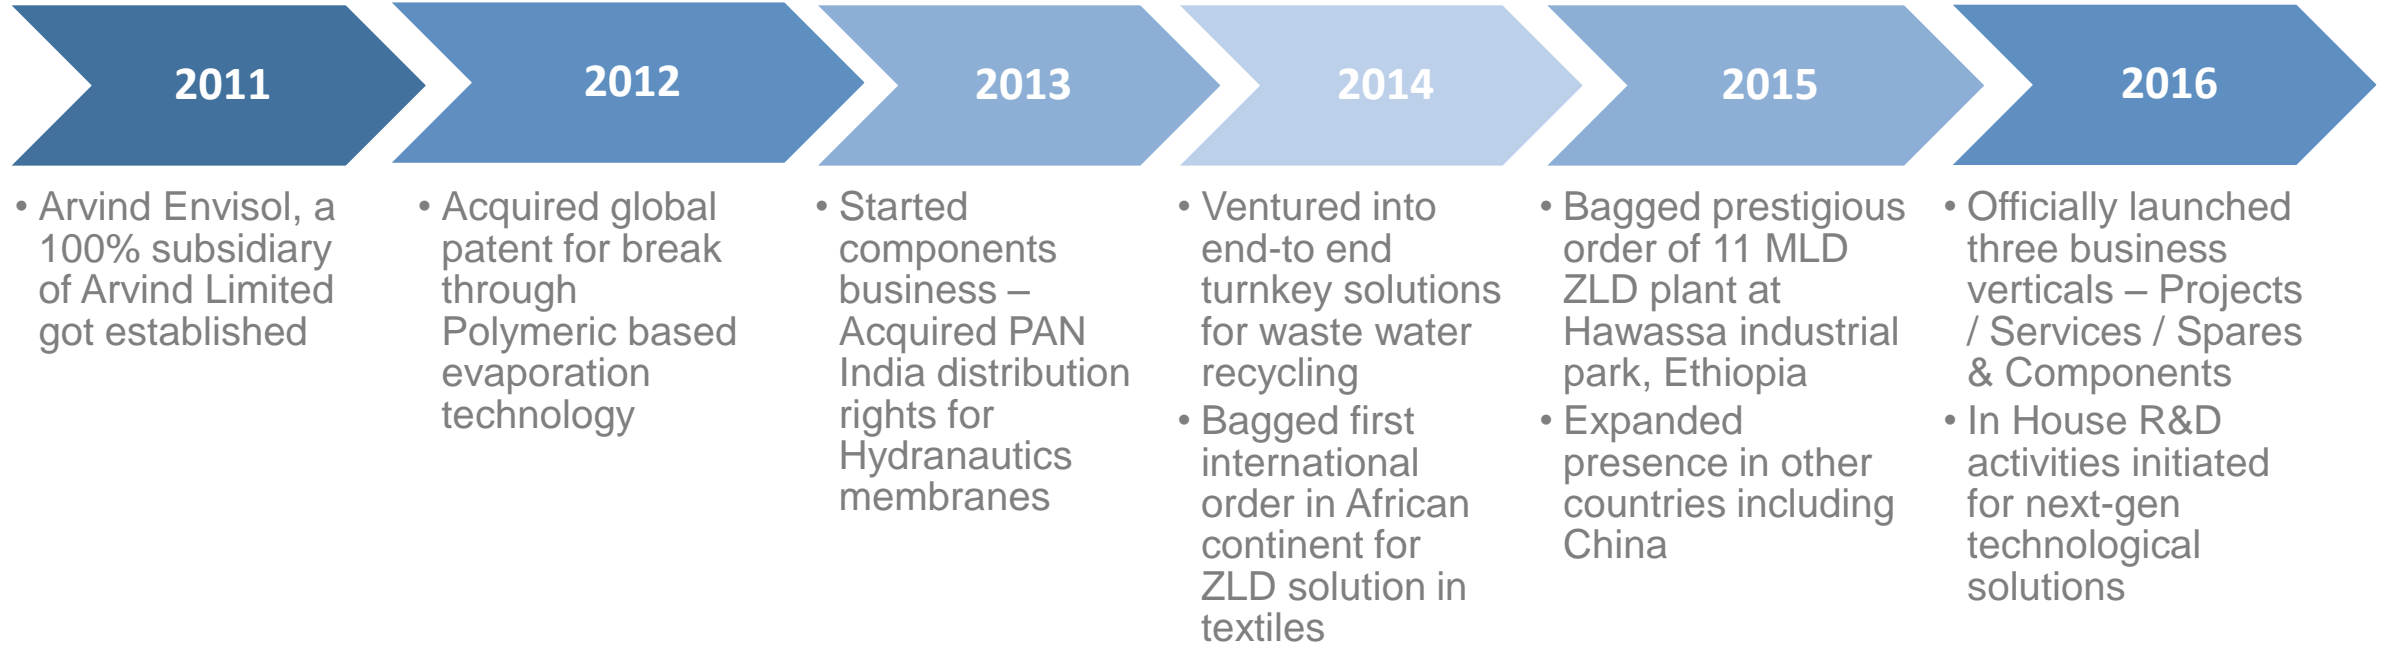 2011
• Arvind Envisol, a
100% subsidiary
of Arvind Limited
got established
2012
• Acquired global
patent for break
through
Polymeric based
evaporation
technology
2013
• Started
components
business –
Acquired PAN
India distribution
rights for
Hydranautics
membranes
2014
• Ventured into
end-to end
turnkey solutions
for waste water
recycling
• Bagged first
international
order in African
continent for
ZLD solution in
textiles
2015
• Bagged prestigious
order of 11 MLD
ZLD plant at
Hawassa industrial
park, Ethiopia
• Expanded
presence in other
countries including
China
2016
• Officially launched
three business
verticals – Projects
/ Services / Spares
& Components
• In House R&D
activities initiated
for next-gen
technological
solutions